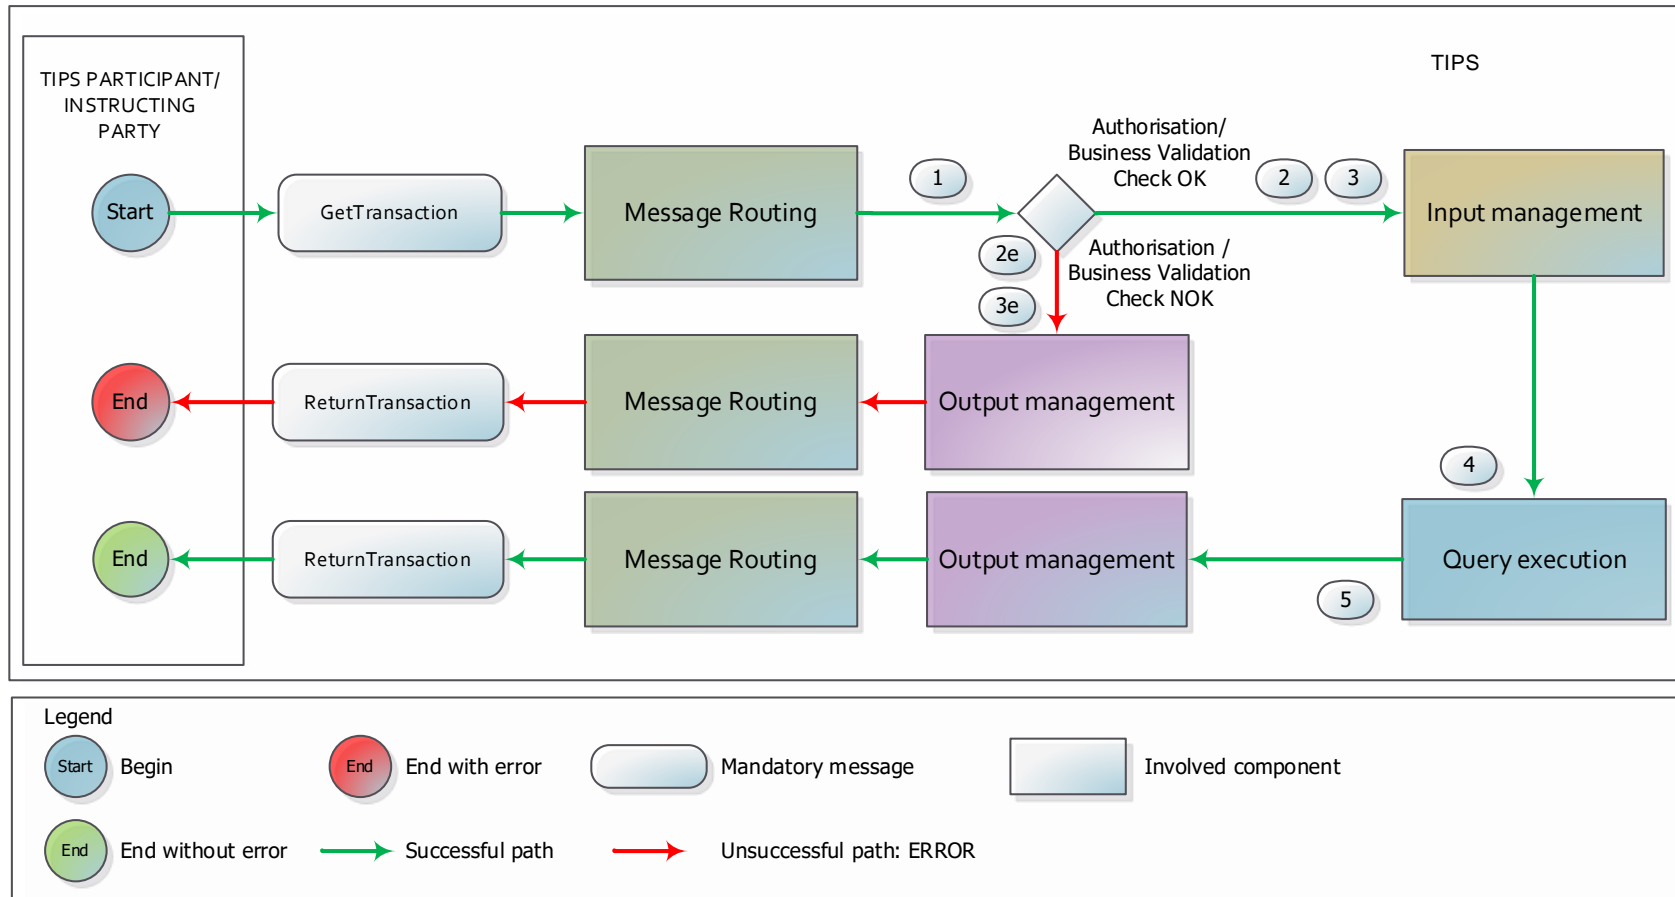 TIPS PARTICIPANT/
INSTRUCTING
PARTY
TIPS
Start
GetTransaction
Message Routing
1
Authorisation/
Business Validation
Check OK
2
3
Input management
2e
3e
Authorisation /
Business Validation
Check NOK
End
ReturnTransaction
Message Routing
Output management
4
End
ReturnTransaction
Message Routing
Output management
5
Query execution
Legend
Start
Begin
End
End with error
Mandatory message
Involved component
End
End without error
Successful path
Unsuccessful path: ERROR